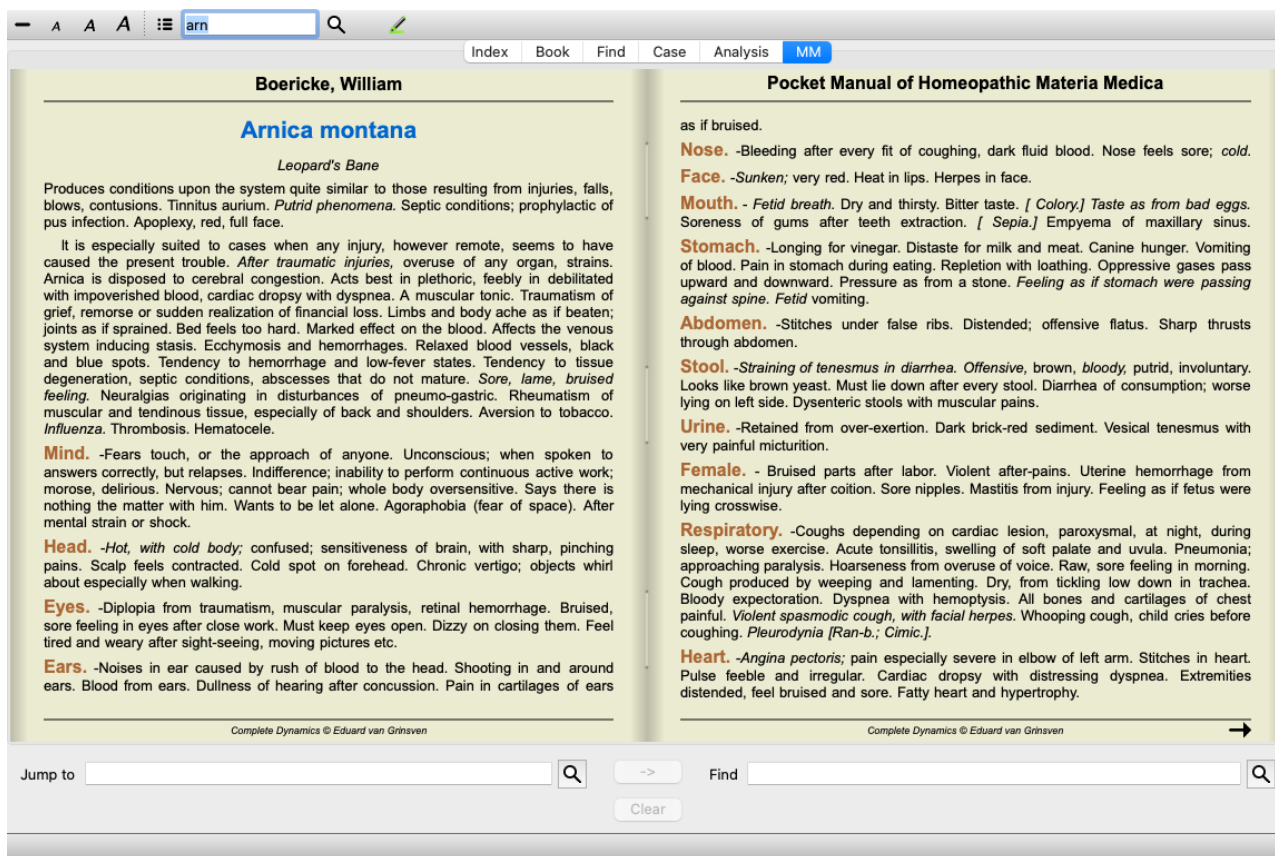 A A A arn
Index Book Find Case Analysis MM
Boericke, William
Arnica montana
Leopard's Bane
Produces conditions upon the system quite similar to those resulting from injuries, falls,
blows, contusions. Tinnitus aurium. Putrid phenomena. Septic conditions; prophylactic of
pus infection. Apoplexy, red, full face.
It is especially suited to cases when any injury, however remote, seems to have
caused the present trouble. After traumatic injuries, overuse of any organ, strains.
Arnica is disposed to cerebral congestion. Acts best in plethoric, feebly in debilitated
with impoverished blood, cardiac dropsy with dyspnea. A muscular tonic. Traumatism of
grief, remorse or sudden realization of financial loss. Limbs and body ache as if beaten;
joints as if sprained. Bed feels too hard. Marked effect on the blood. Affects the venous
system inducing stasis. Ecchymosis and hemorrhages. Relaxed blood vessels, black
and blue spots. Tendency to hemorrhage and low-fever states. Tendency to tissue
degeneration, septic conditions, abscesses that do not mature. Sore, lame, bruised
feeling. Neuralgias originating in disturbances of pneumo-gastric. Rheumatism of
muscular and tendinous tissue, especially of back and shoulders. Aversion to tobacco.
Influenza. Thrombosis. Hematocele.
Mind. -Fears touch, or the approach of anyone. Unconscious; when spoken to
answers correctly, but relapses. Indifference; inability to perform continuous active work;
morose, delirious. Nervous; cannot bear pain; whole body oversensitive. Says there is
nothing the matter with him. Wants to be let alone. Agoraphobia (fear of space). After
mental strain or shock.
Head. -Hot, with cold body; confused; sensitiveness of brain, with sharp, pinching
pains. Scalp feels contracted. Cold spot on forehead. Chronic vertigo; objects whirl
about especially when walking.
Eyes. -Diplopia from traumatism, muscular paralysis, retinal hemorrhage. Bruised,
sore feeling in eyes after close work. Must keep eyes open. Dizzy on closing them. Feel
tired and weary after sight-seeing, moving pictures etc.
Ears. -Noises in ear caused by rush of blood to the head. Shooting in and around
ears. Blood from ears. Dullness of hearing after concussion. Pain in cartilages of ears
Complete Dynamics © Eduard van Grinsven
Pocket Manual of Homeopathic Materia Medica
as if bruised.
Nose. -Bleeding after every fit of coughing, dark fluid blood. Nose feels sore; cold.
Face. -Sunken; very red. Heat in lips. Herpes in face.
Mouth. - Fetid breath. Dry and thirsty. Bitter taste. [ Colory.] Taste as from bad eggs.
Soreness of gums after teeth extraction. [ Sepia.] Empyema of maxillary sinus.
Stomach. -Longing for vinegar. Distaste for milk and meat. Canine hunger. Vomiting
of blood. Pain in stomach during eating. Repletion with loathing. Oppressive gases pass
upward and downward. Pressure as from a stone. Feeling as if stomach were passing
against spine. Fetid vomiting.
Abdomen. -Stitches under false ribs. Distended; offensive flatus. Sharp thrusts
through abdomen.
Stool. -Straining of tenesmus in diarrhea. Offensive, brown, bloody, putrid, involuntary.
Looks like brown yeast. Must lie down after every stool. Diarrhea of consumption; worse
lying on left side. Dysenteric stools with muscular pains.
Urine. -Retained from over-exertion. Dark brick-red sediment. Vesical tenesmus with
very painful micturition.
Female. - Bruised parts after labor. Violent after-pains. Uterine hemorrhage from
mechanical injury after coition. Sore nipples. Mastitis from injury. Feeling as if fetus were
lying crosswise.
Respiratory. -Coughs depending on cardiac lesion, paroxysmal, at night, during
sleep, worse exercise. Acute tonsillitis, swelling of soft palate and uvula. Pneumonia;
approaching paralysis. Hoarseness from overuse of voice. Raw, sore feeling in morning.
Cough produced by weeping and lamenting. Dry, from tickling low down in trachea.
Bloody expectoration. Dyspnea with hemoptysis. All bones and cartilages of chest
painful. Violent spasmodic cough, with facial herpes. Whooping cough, child cries before
coughing. Pleurodynia [Ran-b.; Cimic.].
Heart. -Angina pectoris; pain especially severe in elbow of left arm. Stitches in heart.
Pulse feeble and irregular. Cardiac dropsy with distressing dyspnea. Extremities
distended, feel bruised and sore. Fatty heart and hypertrophy.
Complete Dynamics © Eduard van Grinsven
Jump to -> Find
Clear